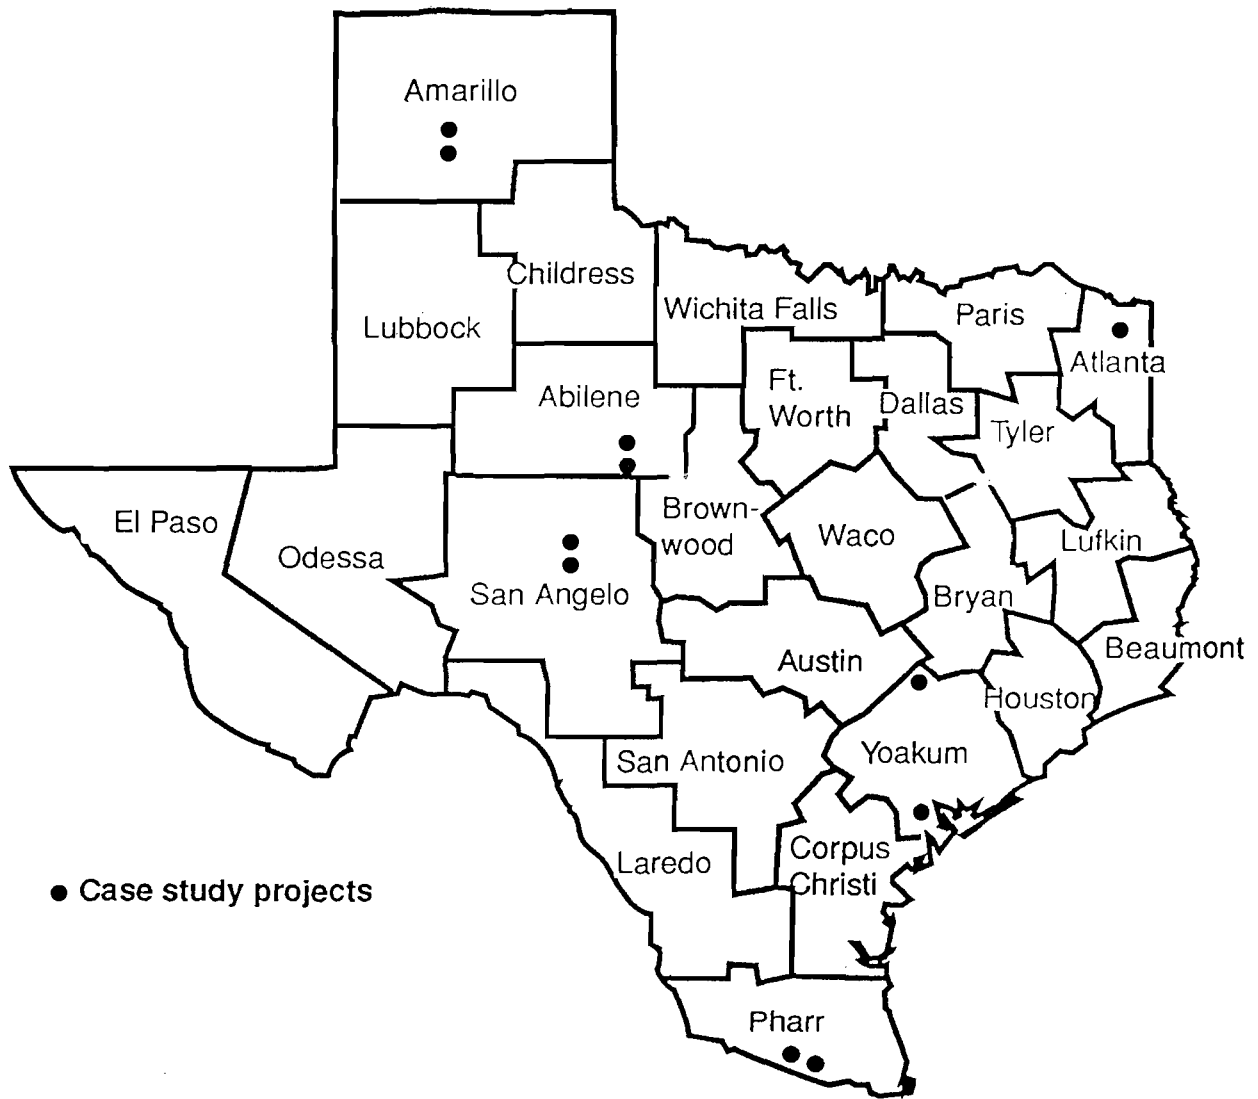 Amarillo
Childress
Wichita Falls
Paris
Lubbock
Atlanta
Abilene
Ft.
Worth
Dallas
Tyler
El Paso
Odessa
Brown-
wood
Waco
Lufkin
San Angelo
Bryan
Austin
Beaumont
Houston
San Antonio
Yoakum
Laredo
Corpus
Christi
Case study projects
Pharr